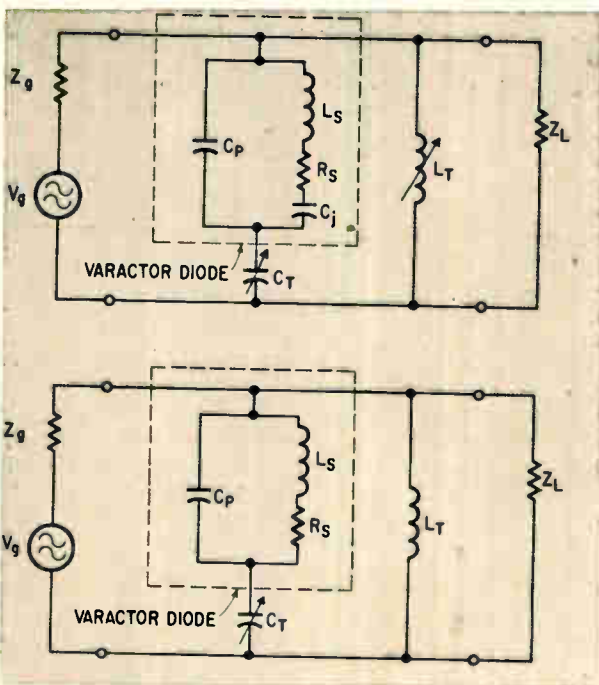 Zg
Vg
CP
LS
RS
Cj
VARACTOR DIODE
CT
LT
ZL
Zg
Vg
CP
LS
RS
VARACTOR DIODE
CT
LT
ZL